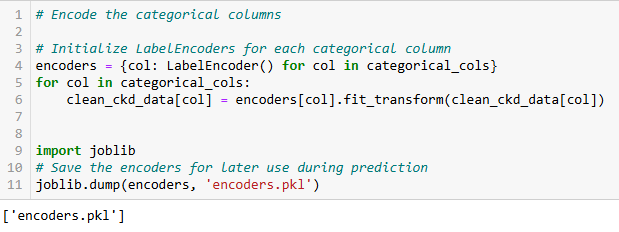 1 # Encode the categorical columns
2
3 # Initialize LabelEncoders for each categorical column
4 encoders = {col: LabelEncoder() for col in categorical_cols}
5 for col in categorical_cols:
6     clean_ckd_data[col] = encoders[col].fit_transform(clean_ckd_data[col])
7
8
9 import joblib
10 # Save the encoders for later use during prediction
11 joblib.dump(encoders, 'encoders.pkl')
['encoders.pkl']